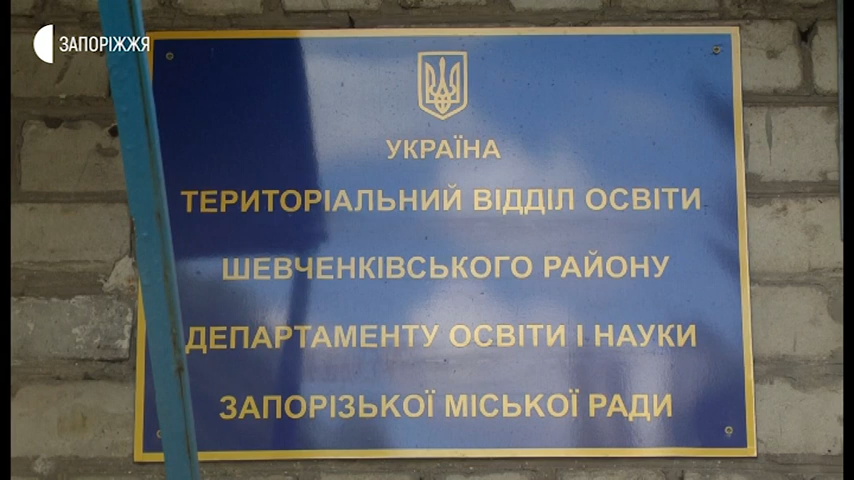 ЗАПОРІЖЖЯ
УКРАЇНА
ТЕРИТОРІАЛЬНИЙ ВІДДІЛ ОСВІТИ
ШЕВЧЕНКІВСЬКОГО РАЙОНУ
ДЕПАРТАМЕНТУ ОСВІТИ І НАУКИ
ЗАПОРІЗЬКОЇ МІСЬКОЇ РАДИ